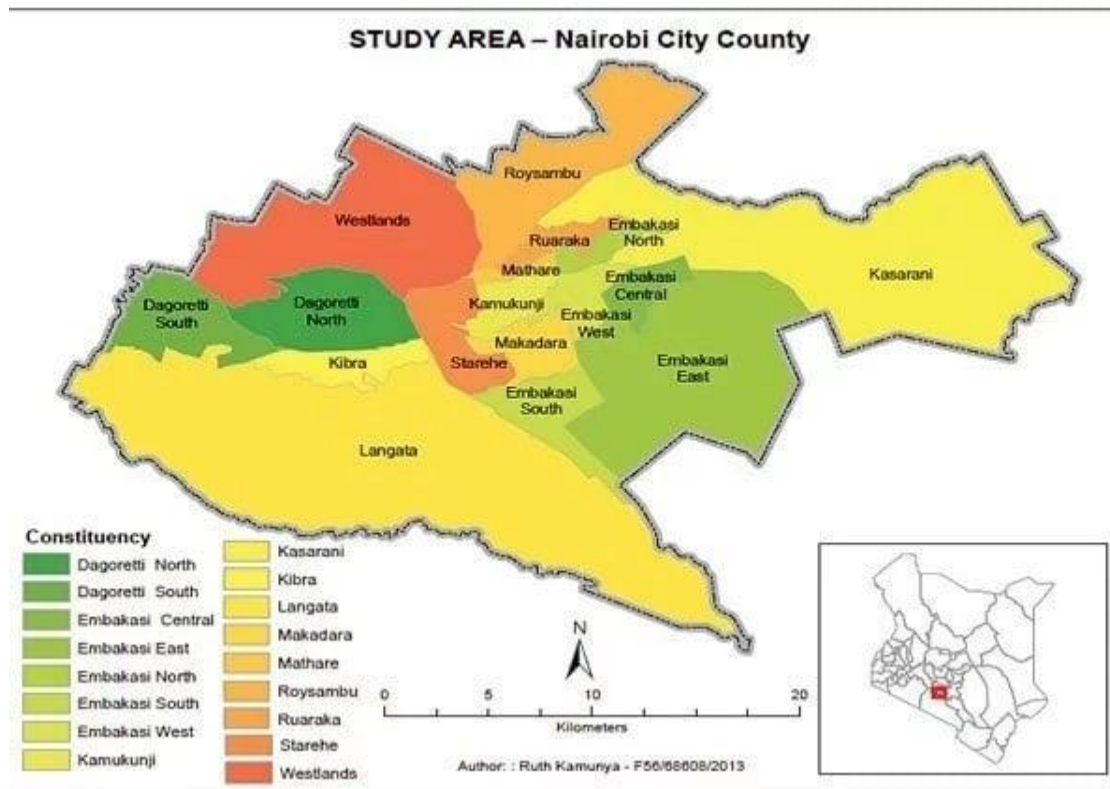 STUDY AREA – Nairobi City County
Roysambu
Westlands
Ruaraka
Embakasi
North
Mathare
Kasarani
Embakasi
Central
Dagoretti
South
Dagoretti
North
Kamukunji
Embakasi
West
Makadara
Kibra
Starehe
Embakasi
East
Embakasi
South
Langata
Constituency
Dagoretti North
Dagoretti South
Embakasi Central
Embakasi East
Embakasi North
Embakasi South
Embakasi West
Kamukunji
Kasarani
Kibra
Langata
Makadara
Mathare
Roysambu
Ruaraka
Starehe
Westlands
N
0 5 10 20
Kilometers
Author: : Ruth Kamunya - F56/68608/2013